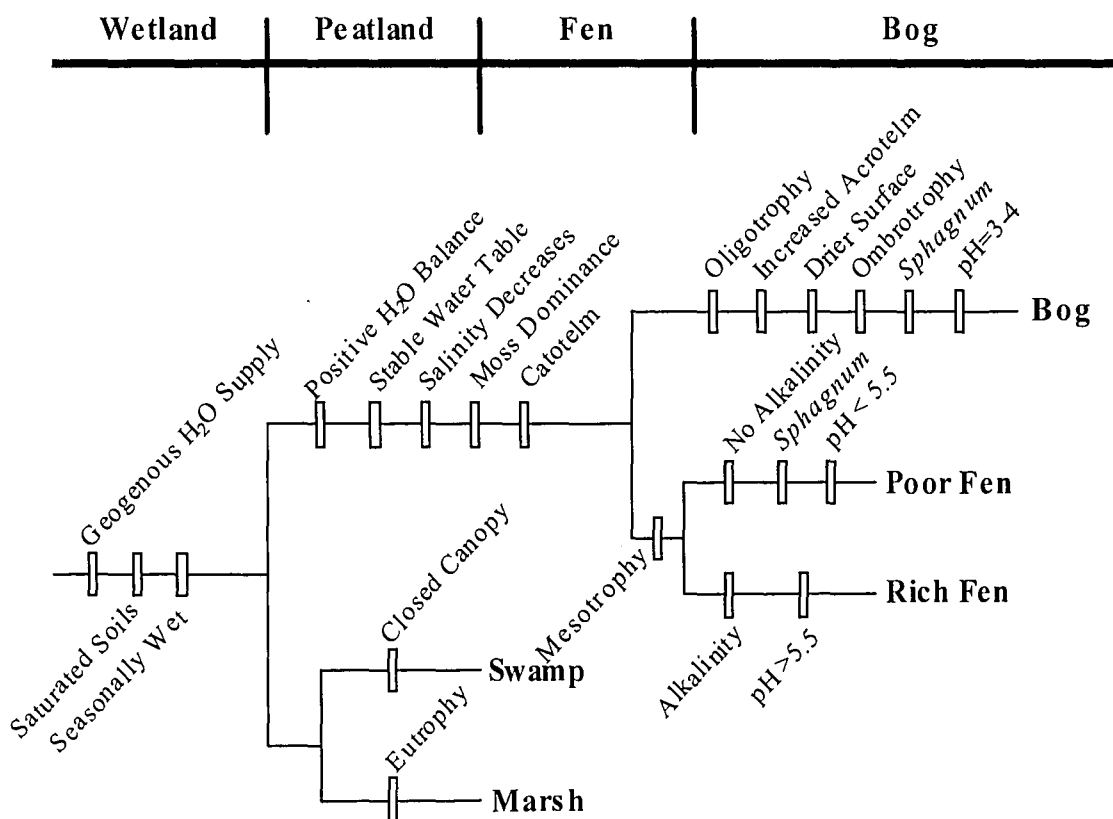 Wetland
Peatland
Fen
Bog
Oligotrophy
Increased Acrotelm
Drier Surface
Ombrotrophy
Sphagnum
pH=3-4
Bog
Positive H₂O Balance
Stable Water Table
Salinity Decreases
Moss Dominance
Catotelm
No Alkalinity
Sphagnum
pH < 5.5
Poor Fen
Geogenous H₂O Supply
Saturated Soils
Seasonally Wet
Mesotrophy
Alkalinity
pH >5.5
Rich Fen
Closed Canopy
Swamp
Eutrophy
Marsh